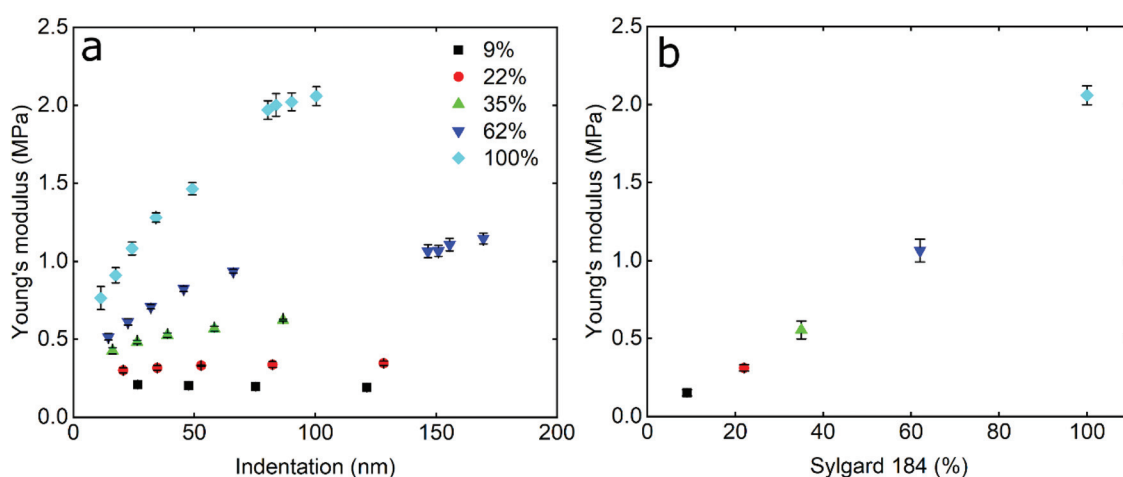 a
Young's modulus (MPa)
2.5
2.0
1.5
1.0
0.5
0.0
0 50 100 150 200
Indentation (nm)
9%
22%
35%
62%
100%
b
Young's modulus (MPa)
2.5
2.0
1.5
1.0
0.5
0.0
0 20 40 60 80 100
Sylgard 184 (%)